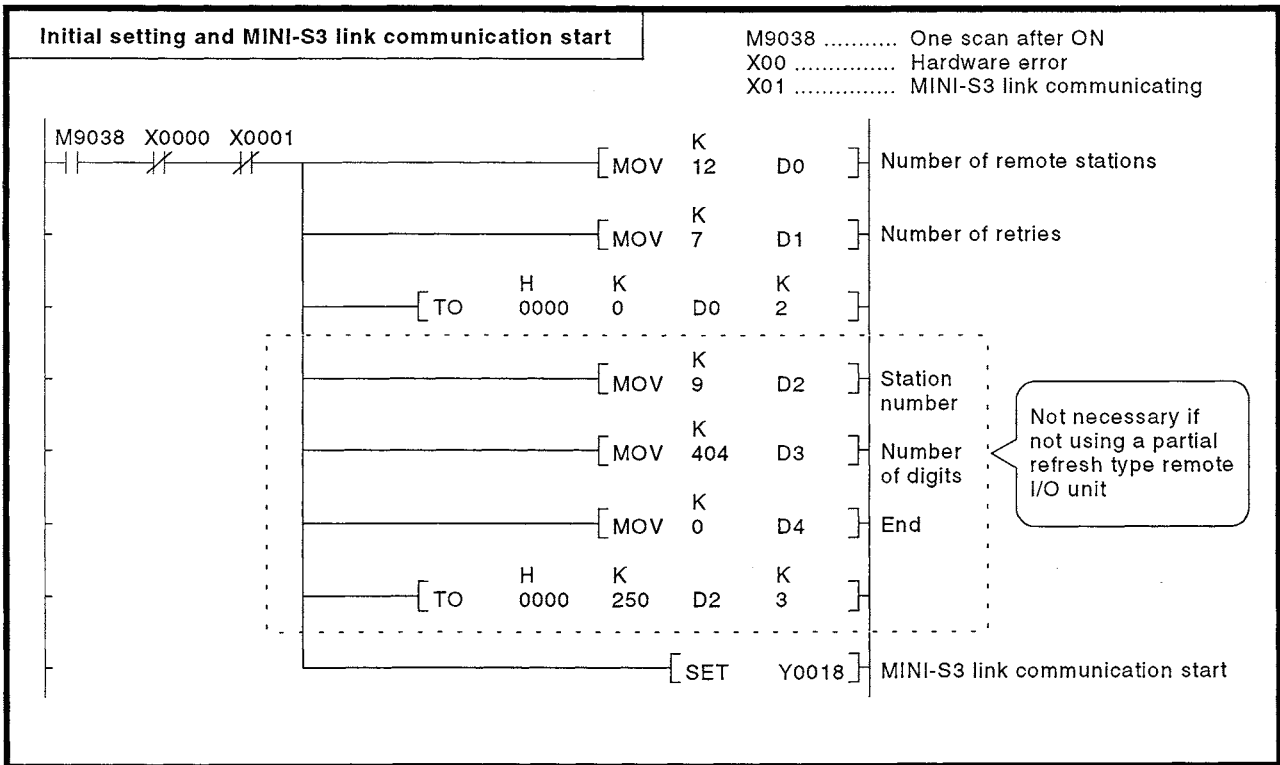 Initial setting and MINI-S3 link communication start
M9038 ........... One scan after ON
X00 ............... Hardware error
X01 ............... MINI-S3 link communicating
M9038 X0000 X0001
K
MOV 12 D0 Number of remote stations
K
MOV 7 D1 Number of retries
H K K
TO 0000 0 D0 2
K
MOV 9 D2 Station
number
K
MOV 404 D3 Number
of digits
K
MOV 0 D4 End
H K K
TO 0000 250 D2 3
Not necessary if
not using a partial
refresh type remote
I/O unit
SET Y0018 MINI-S3 link communication start